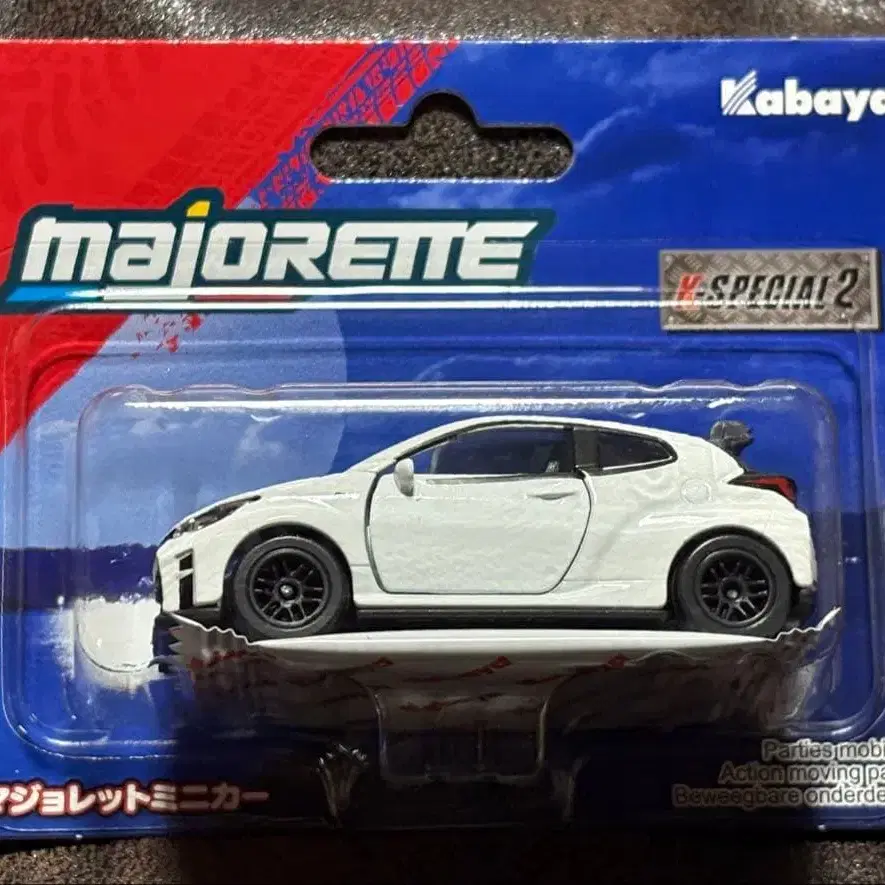 Kabaya
majORETTE
X-SPECIAL 2
マジョレットミニカー
Parties mobi
Action moving pa
Beweegbare onderde